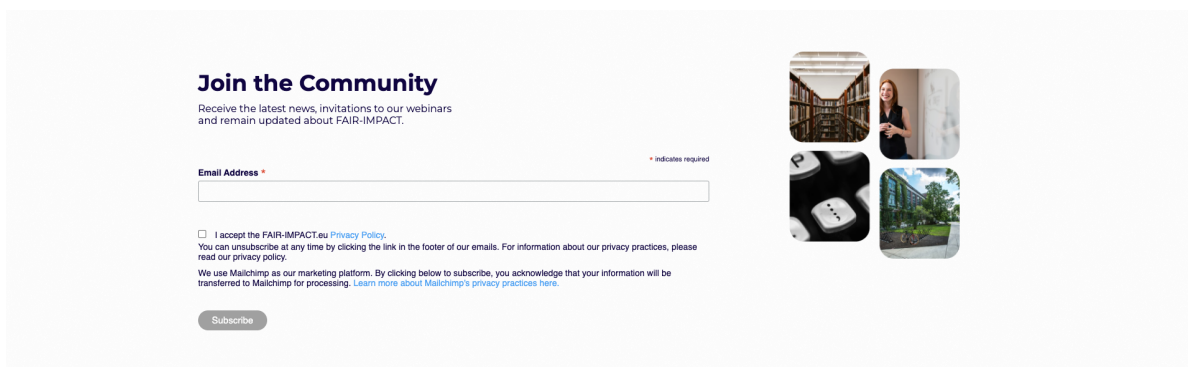 Join the Community
Receive the latest news, invitations to our webinars
and remain updated about FAIR-IMPACT.
* indicates required
Email Address *
I accept the FAIR-IMPACT.eu Privacy Policy.
You can unsubscribe at any time by clicking the link in the footer of our emails. For information about our privacy practices, please
read our privacy policy.
We use Mailchimp as our marketing platform. By clicking below to subscribe, you acknowledge that your information will be
transferred to Mailchimp for processing. Learn more about Mailchimp's privacy practices here.
Subscribe
P